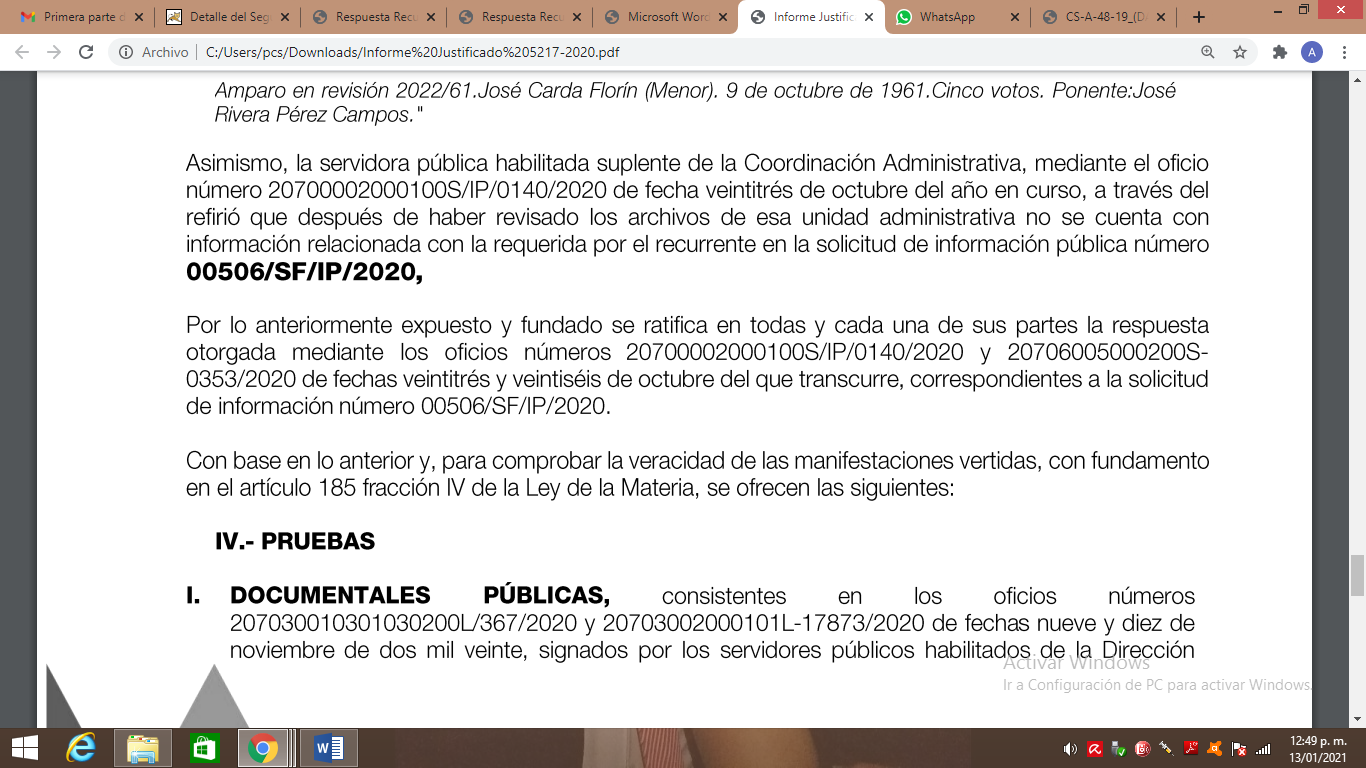 Primera parte d
Detalle del Seg
Respuesta Recu
Respuesta Recu
Microsoft Word
Informe Justific
WhatsApp
CS-A-48-19_(D
Archivo
C:/Users/pcs/Downloads/Informe%20Justificado%205217-2020.pdf
A
Amparo en revisión 2022/61.José Carda Florín (Menor). 9 de octubre de 1961.Cinco votos. Ponente:José
Rivera Pérez Campos."
Asimismo, la servidora pública habilitada suplente de la Coordinación Administrativa, mediante el oficio
número 20700002000100S/IP/0140/2020 de fecha veintitrés de octubre del año en curso, a través del
refirió que después de haber revisado los archivos de esa unidad administrativa no se cuenta con
información relacionada con la requerida por el recurrente en la solicitud de información pública número
00506/SF/IP/2020,
Por lo anteriormente expuesto y fundado se ratifica en todas y cada una de sus partes la respuesta
otorgada mediante los oficios números 20700002000100S/IP/0140/2020 y 20706005000200S-
0353/2020 de fechas veintitrés y veintiséis de octubre del que transcurre, correspondientes a la solicitud
de información número 00506/SF/IP/2020.
Con base en lo anterior y, para comprobar la veracidad de las manifestaciones vertidas, con fundamento
en el artículo 185 fracción IV de la Ley de la Materia, se ofrecen las siguientes:
IV.- PRUEBAS
I. DOCUMENTALES PÚBLICAS, consistentes en los oficios números
207030010301030200L/367/2020 y 20703002000101L-17873/2020 de fechas nueve y diez de
noviembre de dos mil veinte, signados por los servidores públicos habilitados de la Dirección
Activar Windows
Ir a Configuración de PC para activar Windows.
12:49 p. m.
13/01/2021